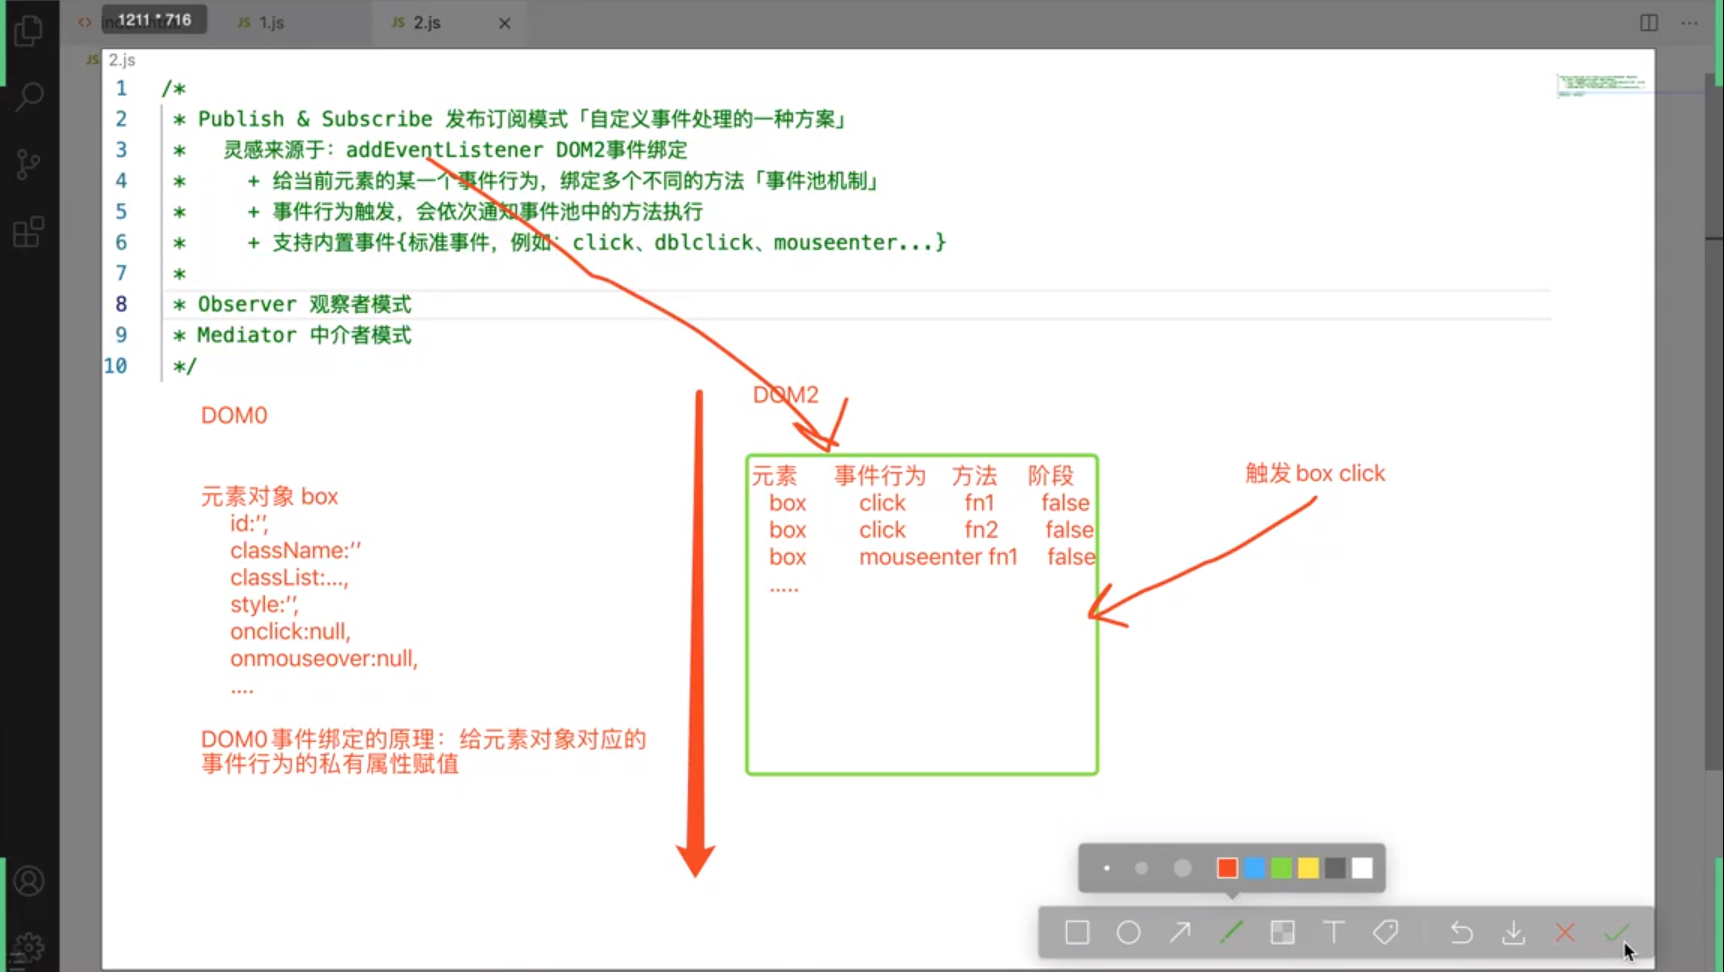 1211 * 716
JS 1.js
JS 2.js
JS 2.js
1 /*
2 * Publish & Subscribe 发布订阅模式「自定义事件处理的一种方案」
3 * 灵感来源于：addEventListener DOM2事件绑定
4 * + 给当前元素的某一个事件行为，绑定多个不同的方法「事件池机制」
5 * + 事件行为触发，会依次通知事件池中的方法执行
6 * + 支持内置事件{标准事件，例如：click、dblclick、mouseenter...}
7 *
8 * Observer 观察者模式
9 * Mediator 中介者模式
10 */
DOM0
元素对象 box
id:'',
className:''
classList:...,
style:'',
onclick:null,
onmouseover:null,
....
DOM0事件绑定的原理：给元素对象对应的
事件行为的私有属性赋值
DOM2
元素 事件行为 方法 阶段
box click fn1 false
box click fn2 false
box mouseenter fn1 false
.....
触发box click
T